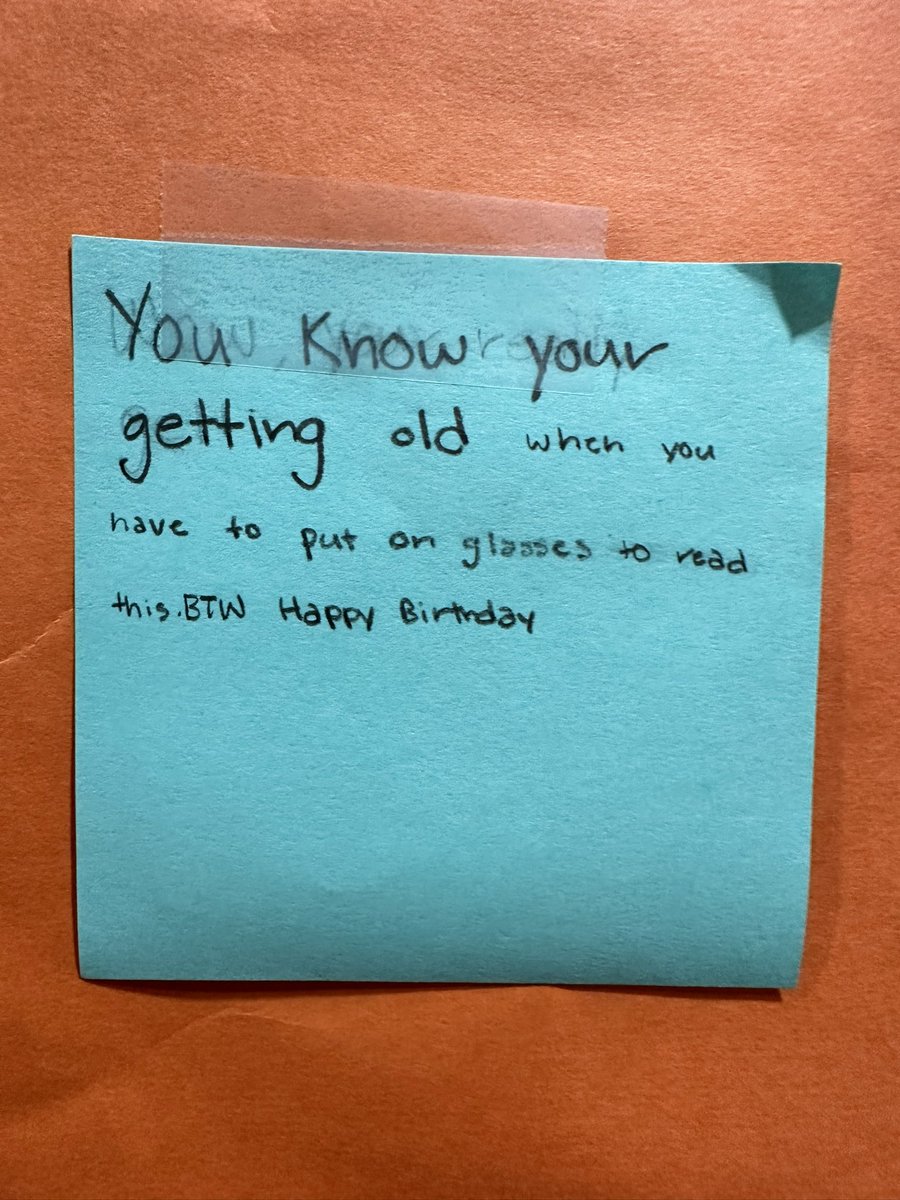 You Know your
getting old when you
have to put on glasses to read
this.BTW Happy Birthday